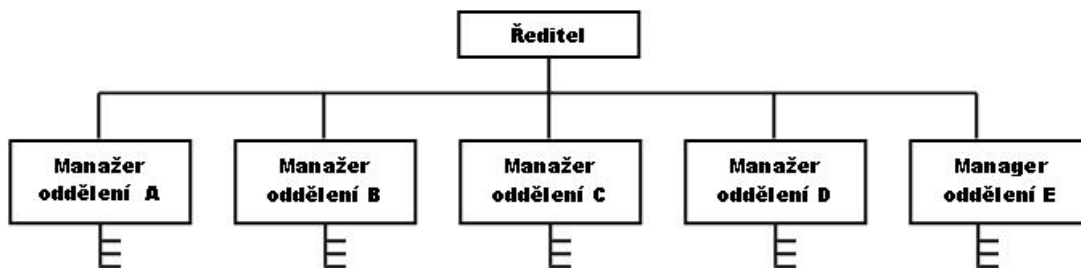 Ředitel
Manažer
oddělení A
Manažer
oddělení B
Manažer
oddělení C
Manažer
oddělení D
Manager
oddělení E